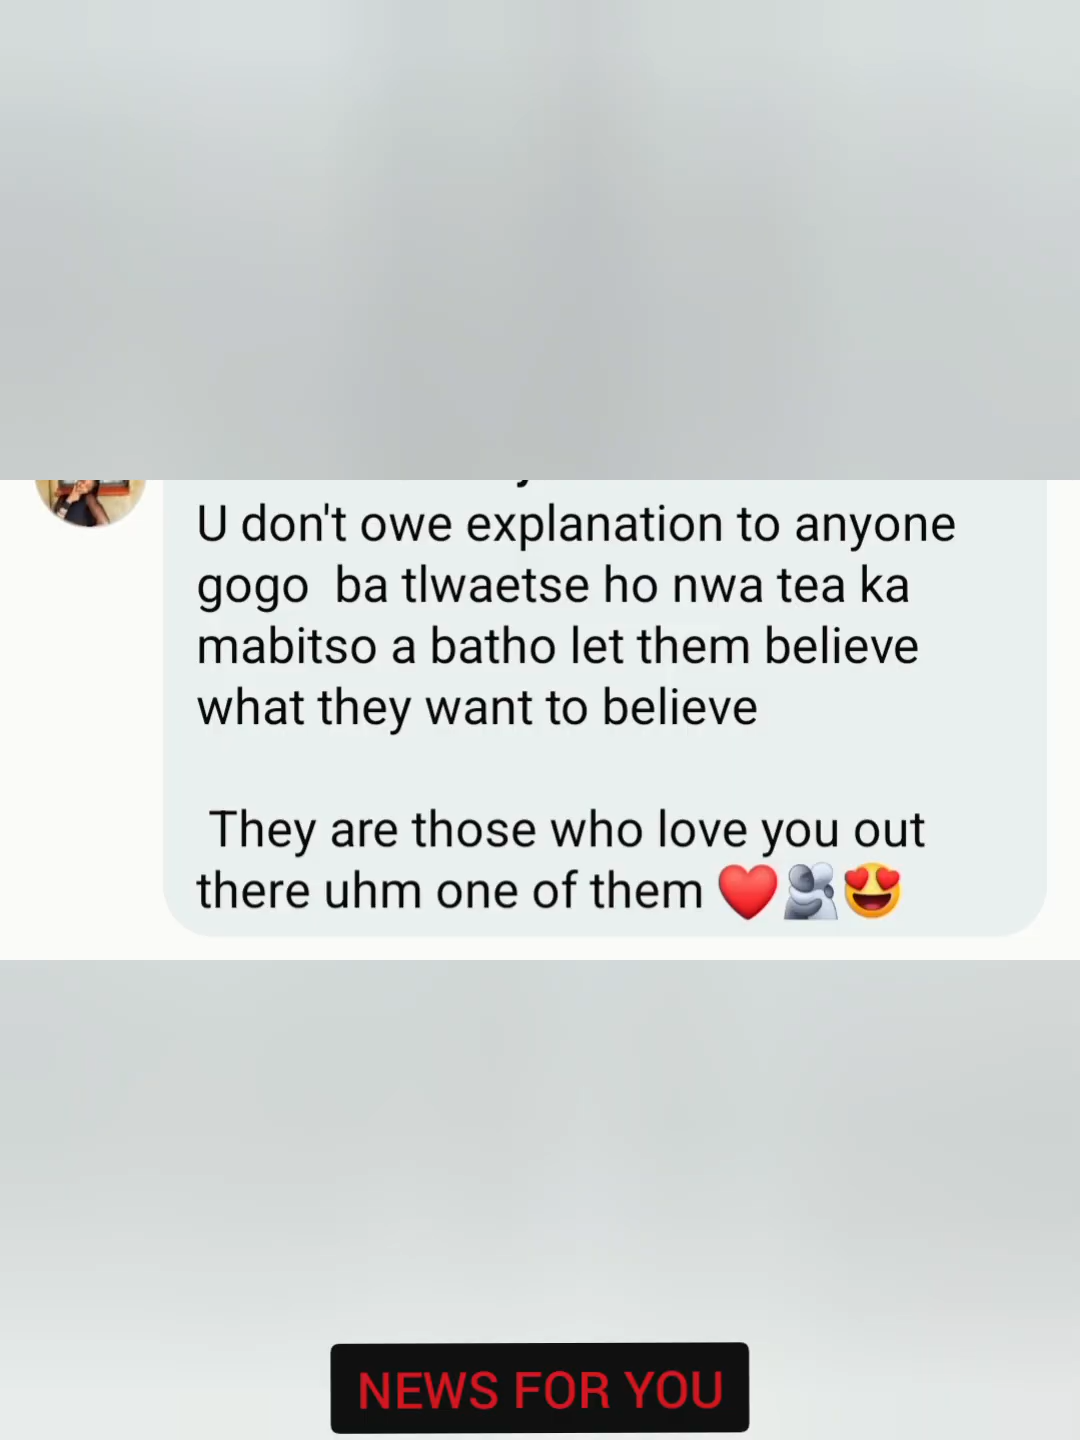 U don't owe explanation to anyone
gogo  ba tlwaetse ho nwa tea ka
mabitso a batho let them believe
what they want to believe
They are those who love you out
there uhm one of them ❤️🫂😍
NEWS FOR YOU